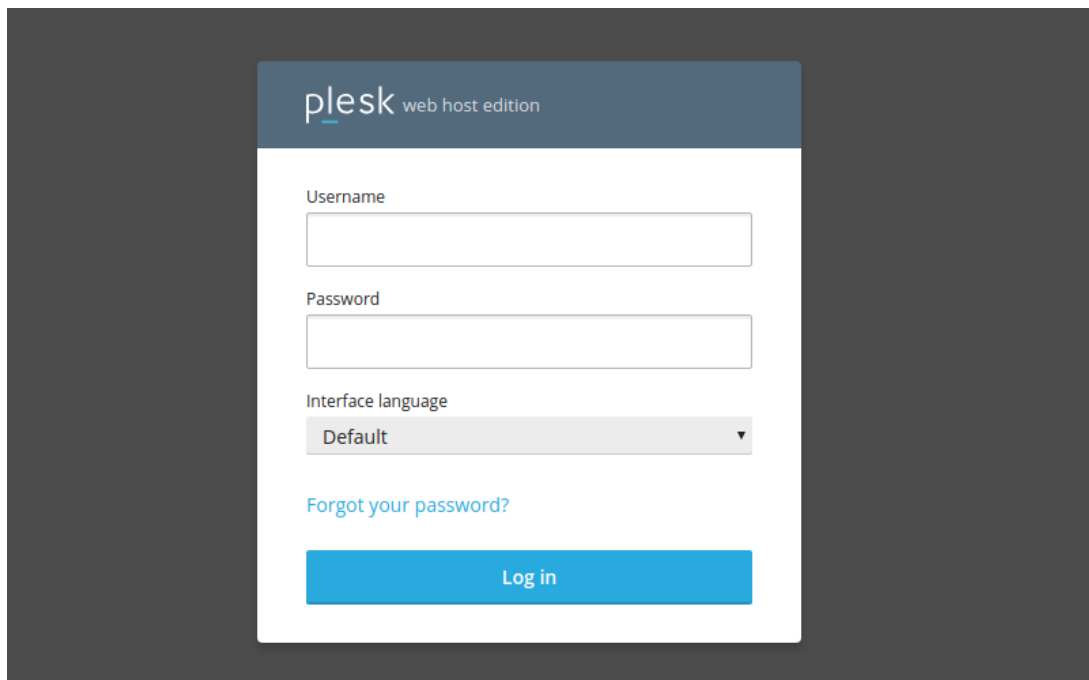 plesk web host edition
Username
Password
Interface language
Default
Forgot your password?
Log in